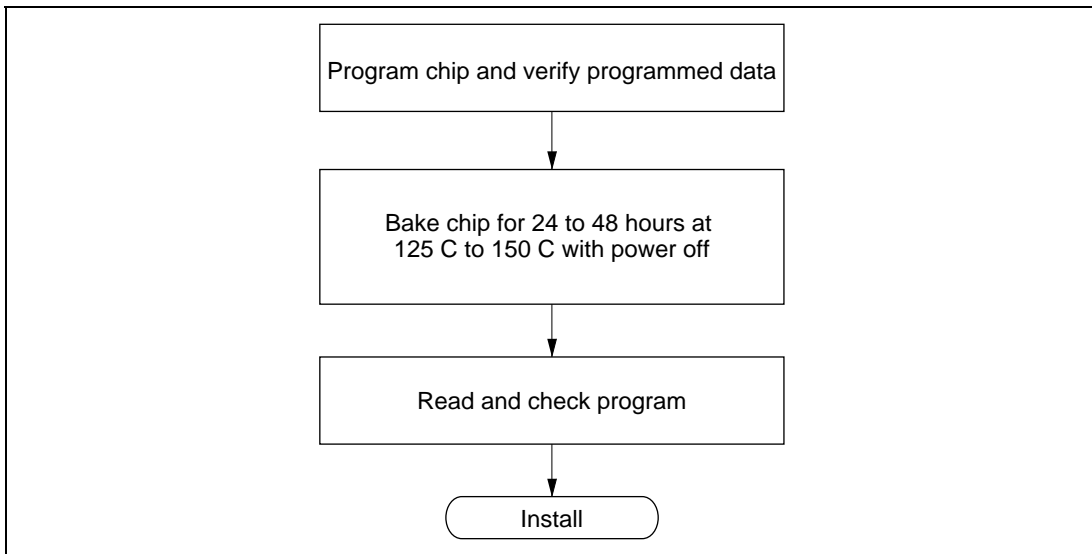 Program chip and verify programmed data
Bake chip for 24 to 48 hours at
125 C to 150 C with power off
Read and check program
Install